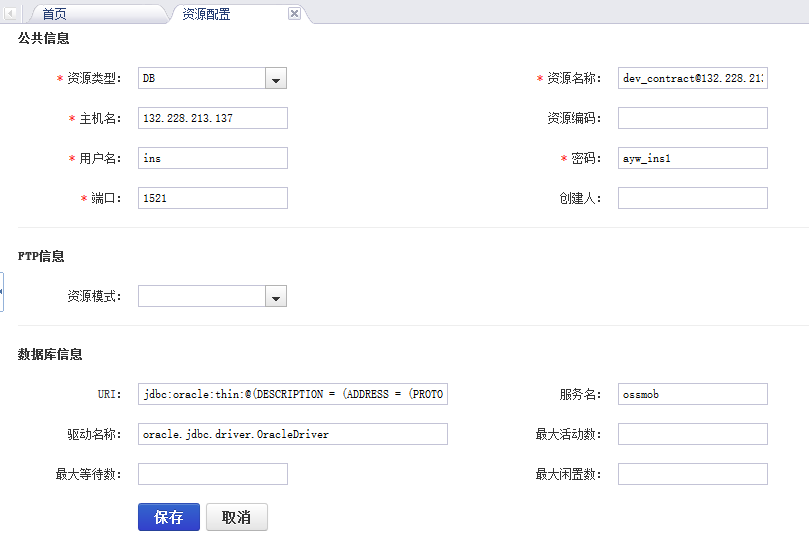 首页 资源配置
公共信息
* 资源类型: DB * 资源名称: dev_contract@132.228.213
* 主机名: 132.228.213.137 资源编码:
* 用户名: ins * 密码: ayw_ins1
* 端口: 1521 创建人:
FTP信息
资源模式:
数据库信息
URI: jdbc:oracle:thin:@(DESCRIPTION = (ADDRESS = (PROTO 服务名: ossmob
驱动名称: oracle.jdbc.driver.OracleDriver 最大活动数:
最大等待数: 最大闲置数:
保存 取消